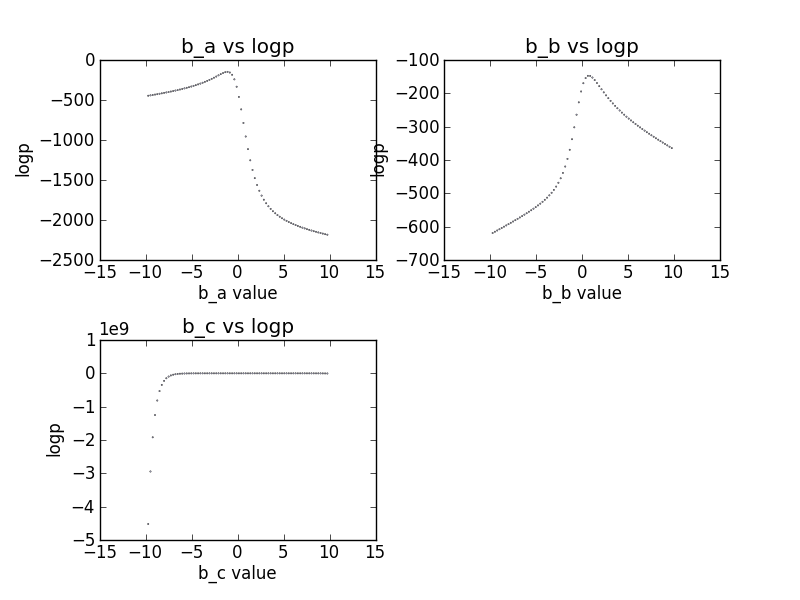 b_a vs logp
0
−500
−1000
−1500
−2000
−2500
logp
−15 −10 −5 0 5 10 15
b_a value
b_b vs logp
−100
−200
−300
−400
−500
−600
−700
logp
−15 −10 −5 0 5 10 15
b_b value
b_c vs logp
1e9
1
0
−1
−2
−3
−4
−5
logp
−15 −10 −5 0 5 10 15
b_c value